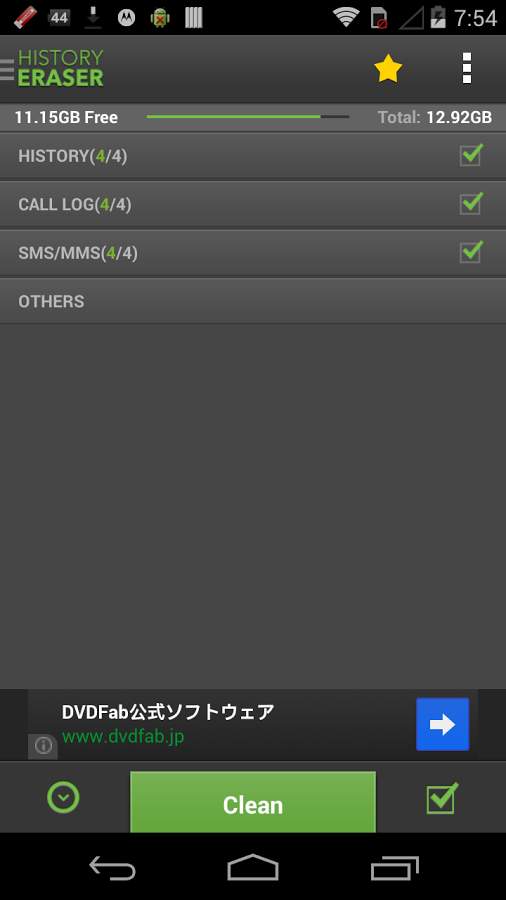 44
7:54
HISTORY
ERASER
11.15GB Free
Total: 12.92GB
HISTORY(4/4)
CALL LOG(4/4)
SMS/MMS(4/4)
OTHERS
DVDFab公式ソフトウェア
www.dvdfab.jp
Clean